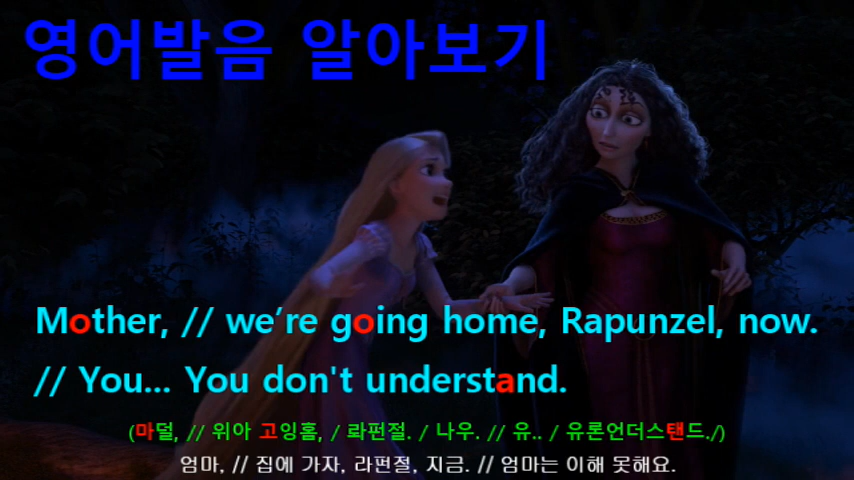 영어발음 알아보기
Mother, // we’re going home, Rapunzel, now.
// You... You don't understand.
(마덜, // 위아 고잉홈, / 롸펀절. / 나우. // 유.. / 유론언더스탠드./)
엄마, // 집에 가자, 라펀절, 지금. // 엄마는 이해 못해요.